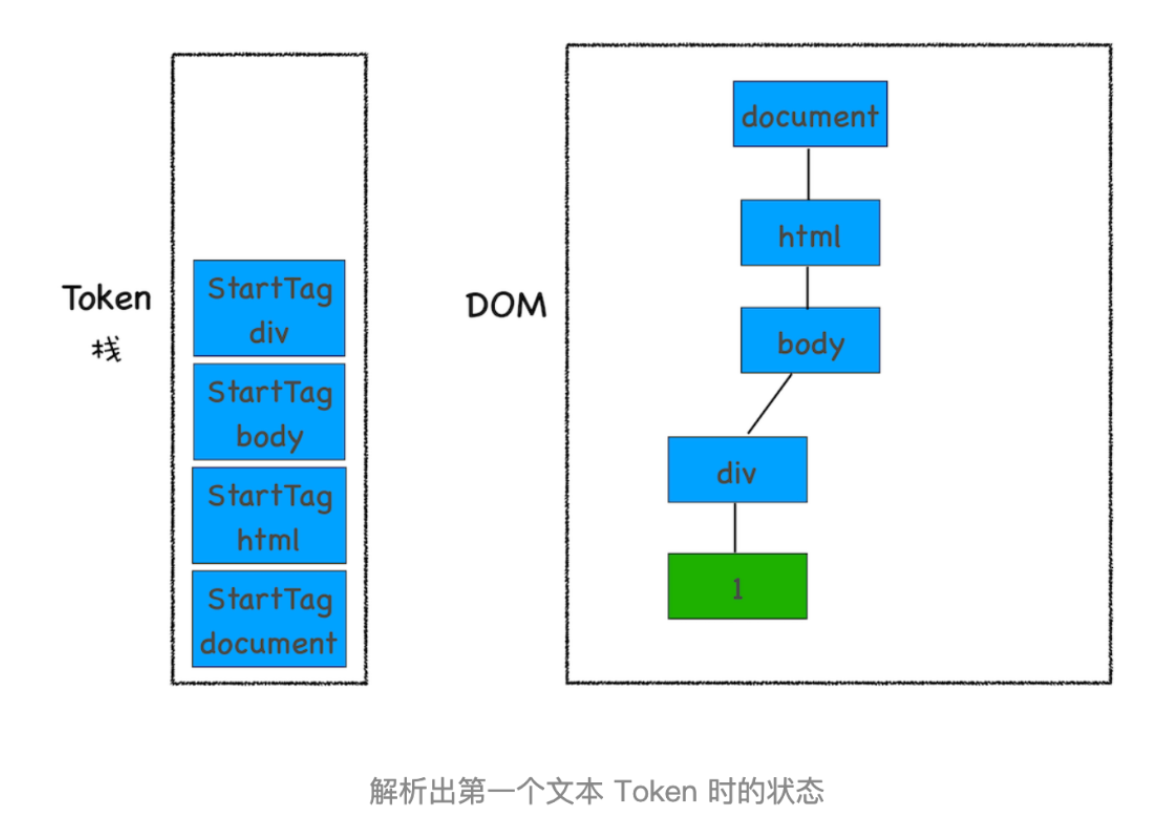 Token
栈
StartTag
div
StartTag
body
StartTag
html
StartTag
document
DOM
document
html
body
div
1
解析出第一个文本 Token 时的状态